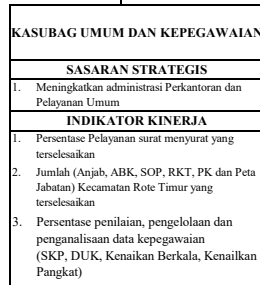 KASUBAG UMUM DAN KEPEGAWAIAN
SASARAN STRATEGIS
1. Meningkatkan administrasi Perkantoran dan
Pelayanan Umum
INDIKATOR KINERJA
1. Persentase Pelayanan surat menyurat yang
terselesaikan
2. Jumlah (Anjab, ABK, SOP, RKT, PK dan Peta
Jabatan) Kecamatan Rote Timur yang
terselesaikan
3. Persentase penilaian, pengelolaan dan
penganalisaan data kepegawaian
(SKP, DUK, Kenaikan Berkala, Kenailkan
Pangkat)